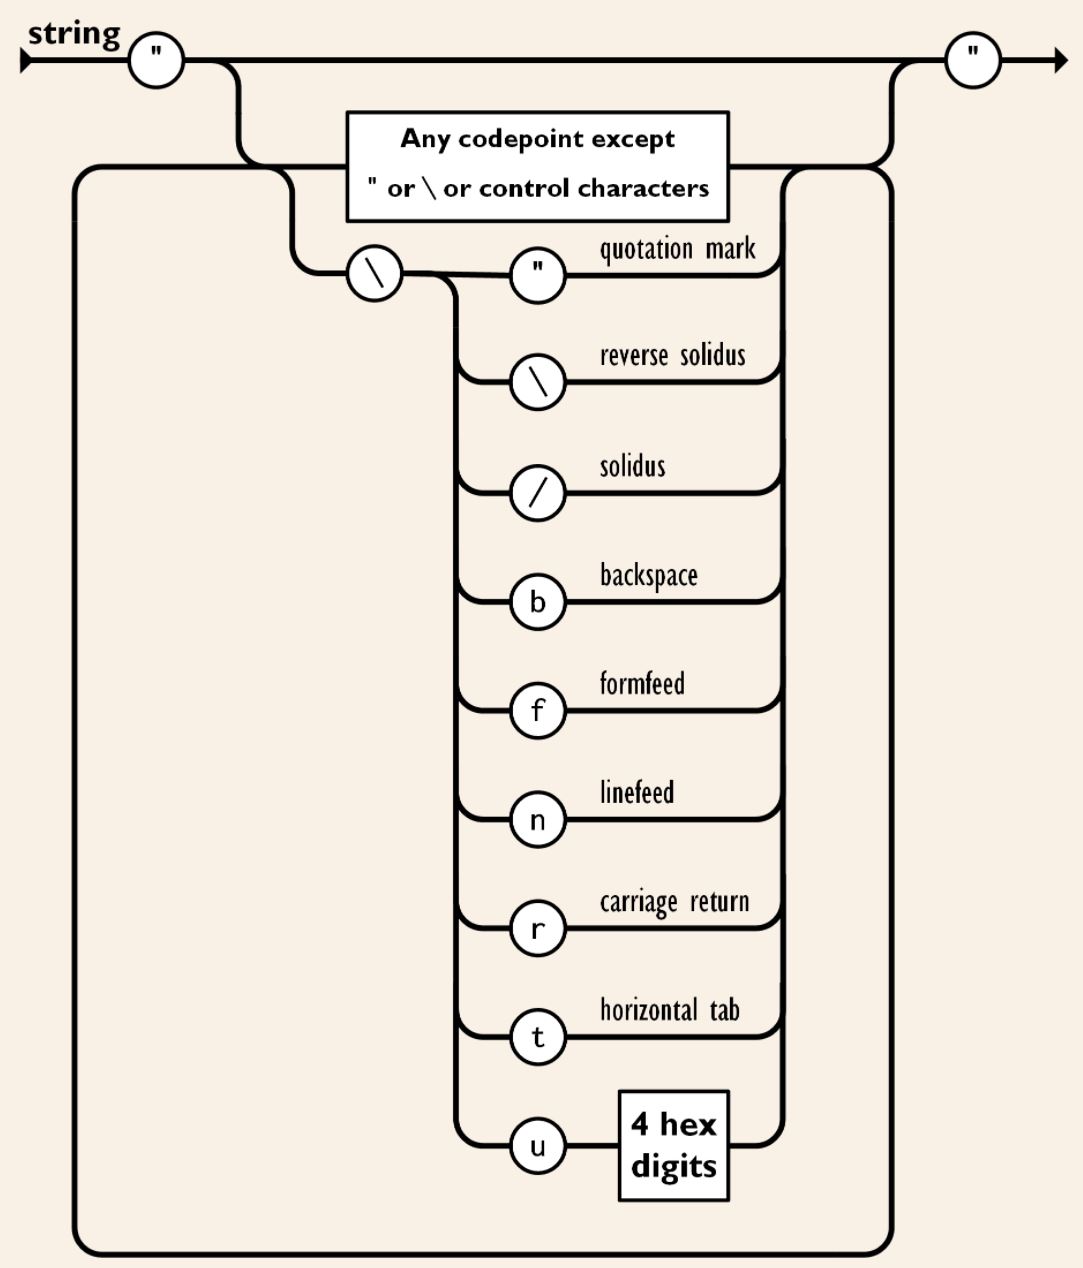 string
" "
Any codepoint except
" or \ or control characters
\ " quotation mark
\ reverse solidus
/ solidus
b backspace
f formfeed
n linefeed
r carriage return
t horizontal tab
u 4 hex
digits